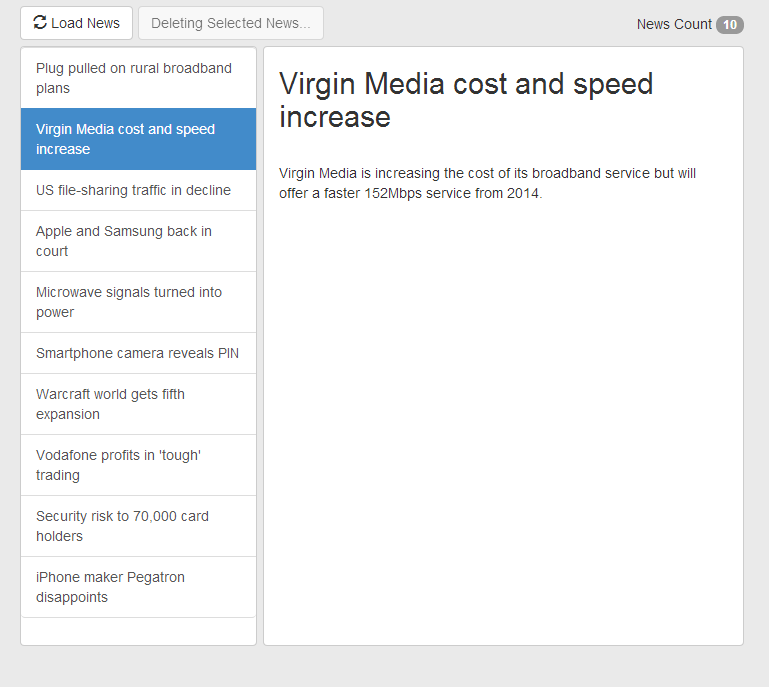 Load News Deleting Selected News... News Count 10
Plug pulled on rural broadband
plans
Virgin Media cost and speed
increase
US file-sharing traffic in decline
Apple and Samsung back in
court
Microwave signals turned into
power
Smartphone camera reveals PIN
Warcraft world gets fifth
expansion
Vodafone profits in 'tough'
trading
Security risk to 70,000 card
holders
iPhone maker Pegatron
disappoints
Virgin Media cost and speed
increase
Virgin Media is increasing the cost of its broadband service but will
offer a faster 152Mbps service from 2014.